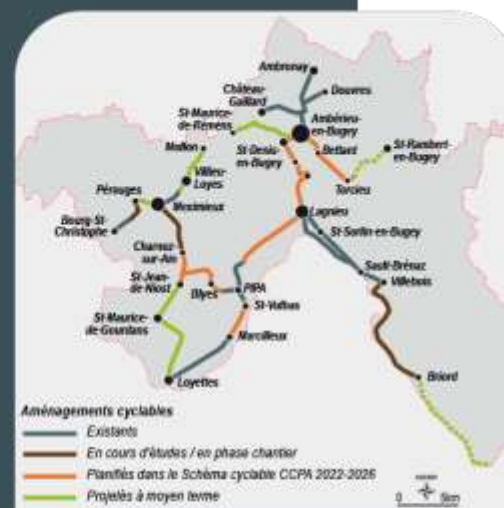 Ambronay
Château-
Gaillard
Douvres
St-Maurice-
de-Rémens
Ambérieu-
en-Bugey
Mollon
St-Denis-
en-Bugey
Bettant
St-Rambert-
en-Bugey
Villieu-
Loyes
Torcieu
Pérouges
Meximieux
Lagnieu
Bourg-St-
Christophe
St-Sorlin-en-Bugey
Charnoz-
sur-Ain
Sault-Brénaz
St-Jean-
de-Niost
Blyes
PIPA
Villebois
St-Vulbas
St-Maurice-
de-Gourdans
Marcilleux
Loyettes
Briord
Aménagements cyclables
Existants
En cours d'études / en phase chantier
Planifiés dans le Schéma cyclable CCPA 2022-2026
Projetés à moyen terme
0 5km